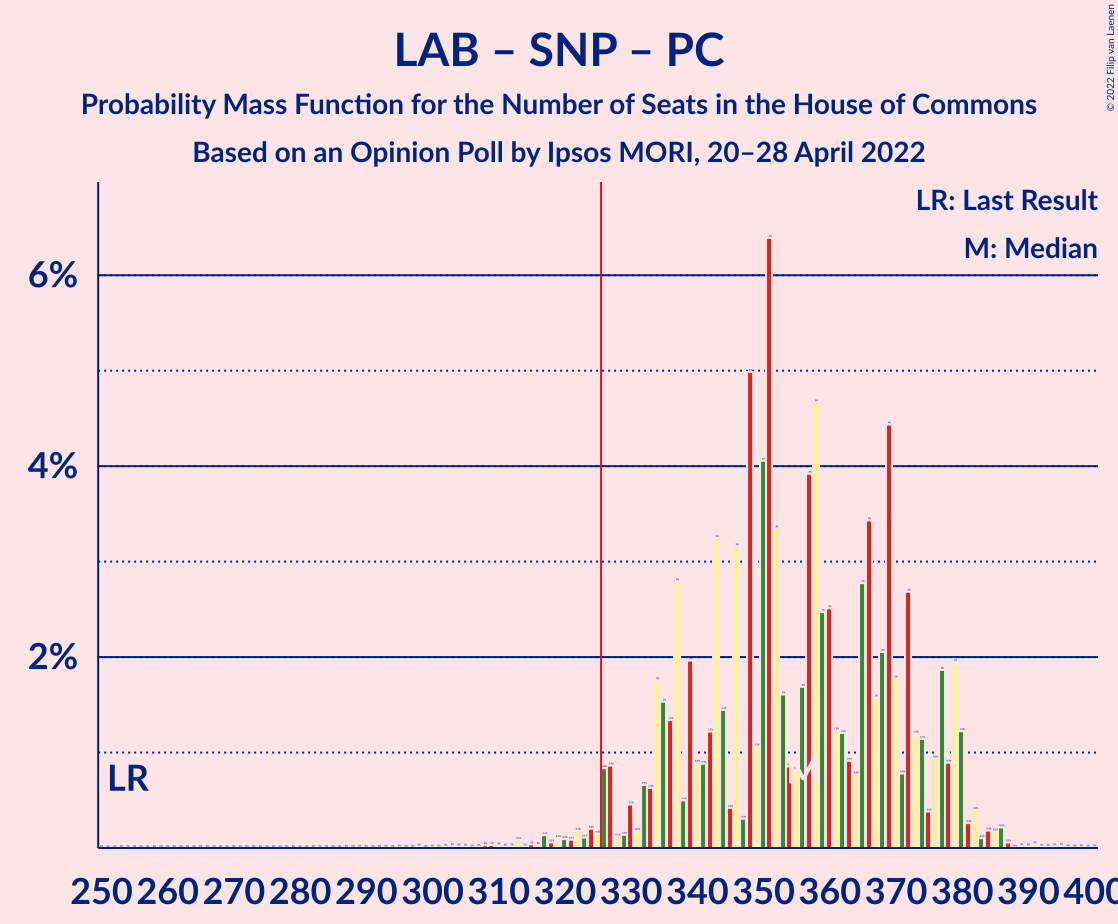 LAB – SNP – PC
Probability Mass Function for the Number of Seats in the House of Commons
Based on an Opinion Poll by Ipsos MORI, 20–28 April 2022
© 2022 Filip van Laenen
LR: Last Result
M: Median
6%
4%
2%
LR
M
250 260 270 280 290 300 310 320 330 340 350 360 370 380 390 400